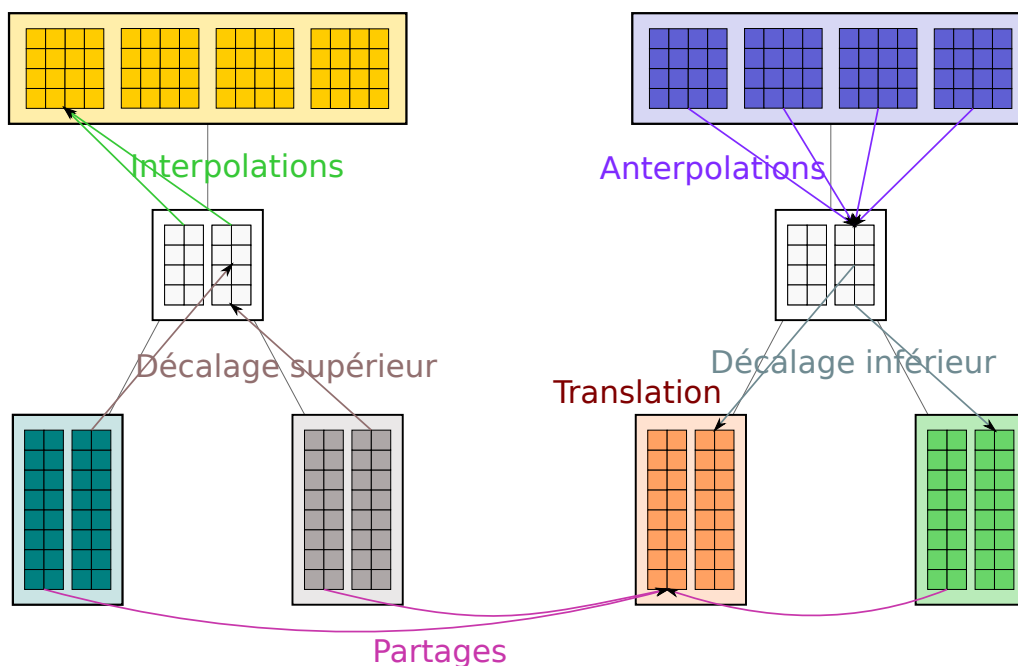 Interpolations
Anterpolations
Décalage supérieur
Décalage inférieur
Translation
Partages